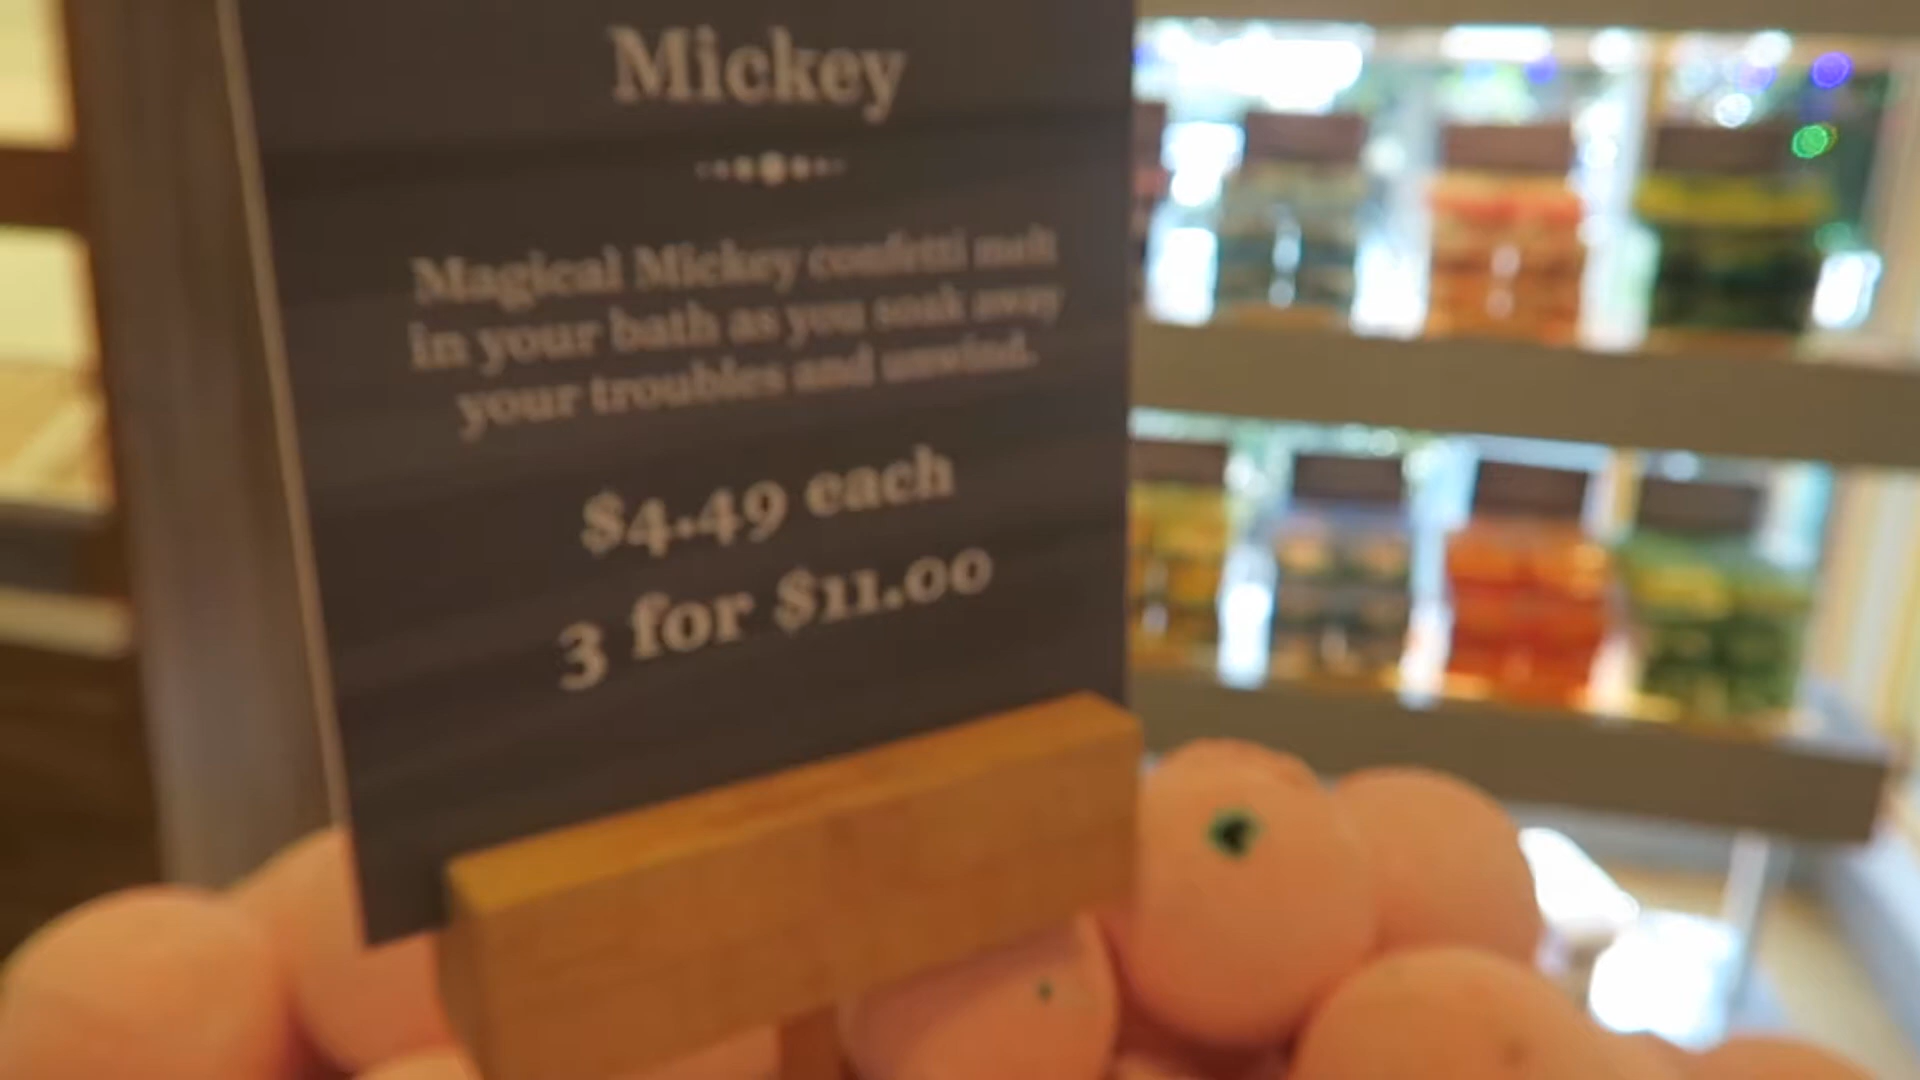 Mickey
Magical Mickey confetti melt
in your bath as you soak away
your troubles and unwind.
$4.49 each
3 for $11.00